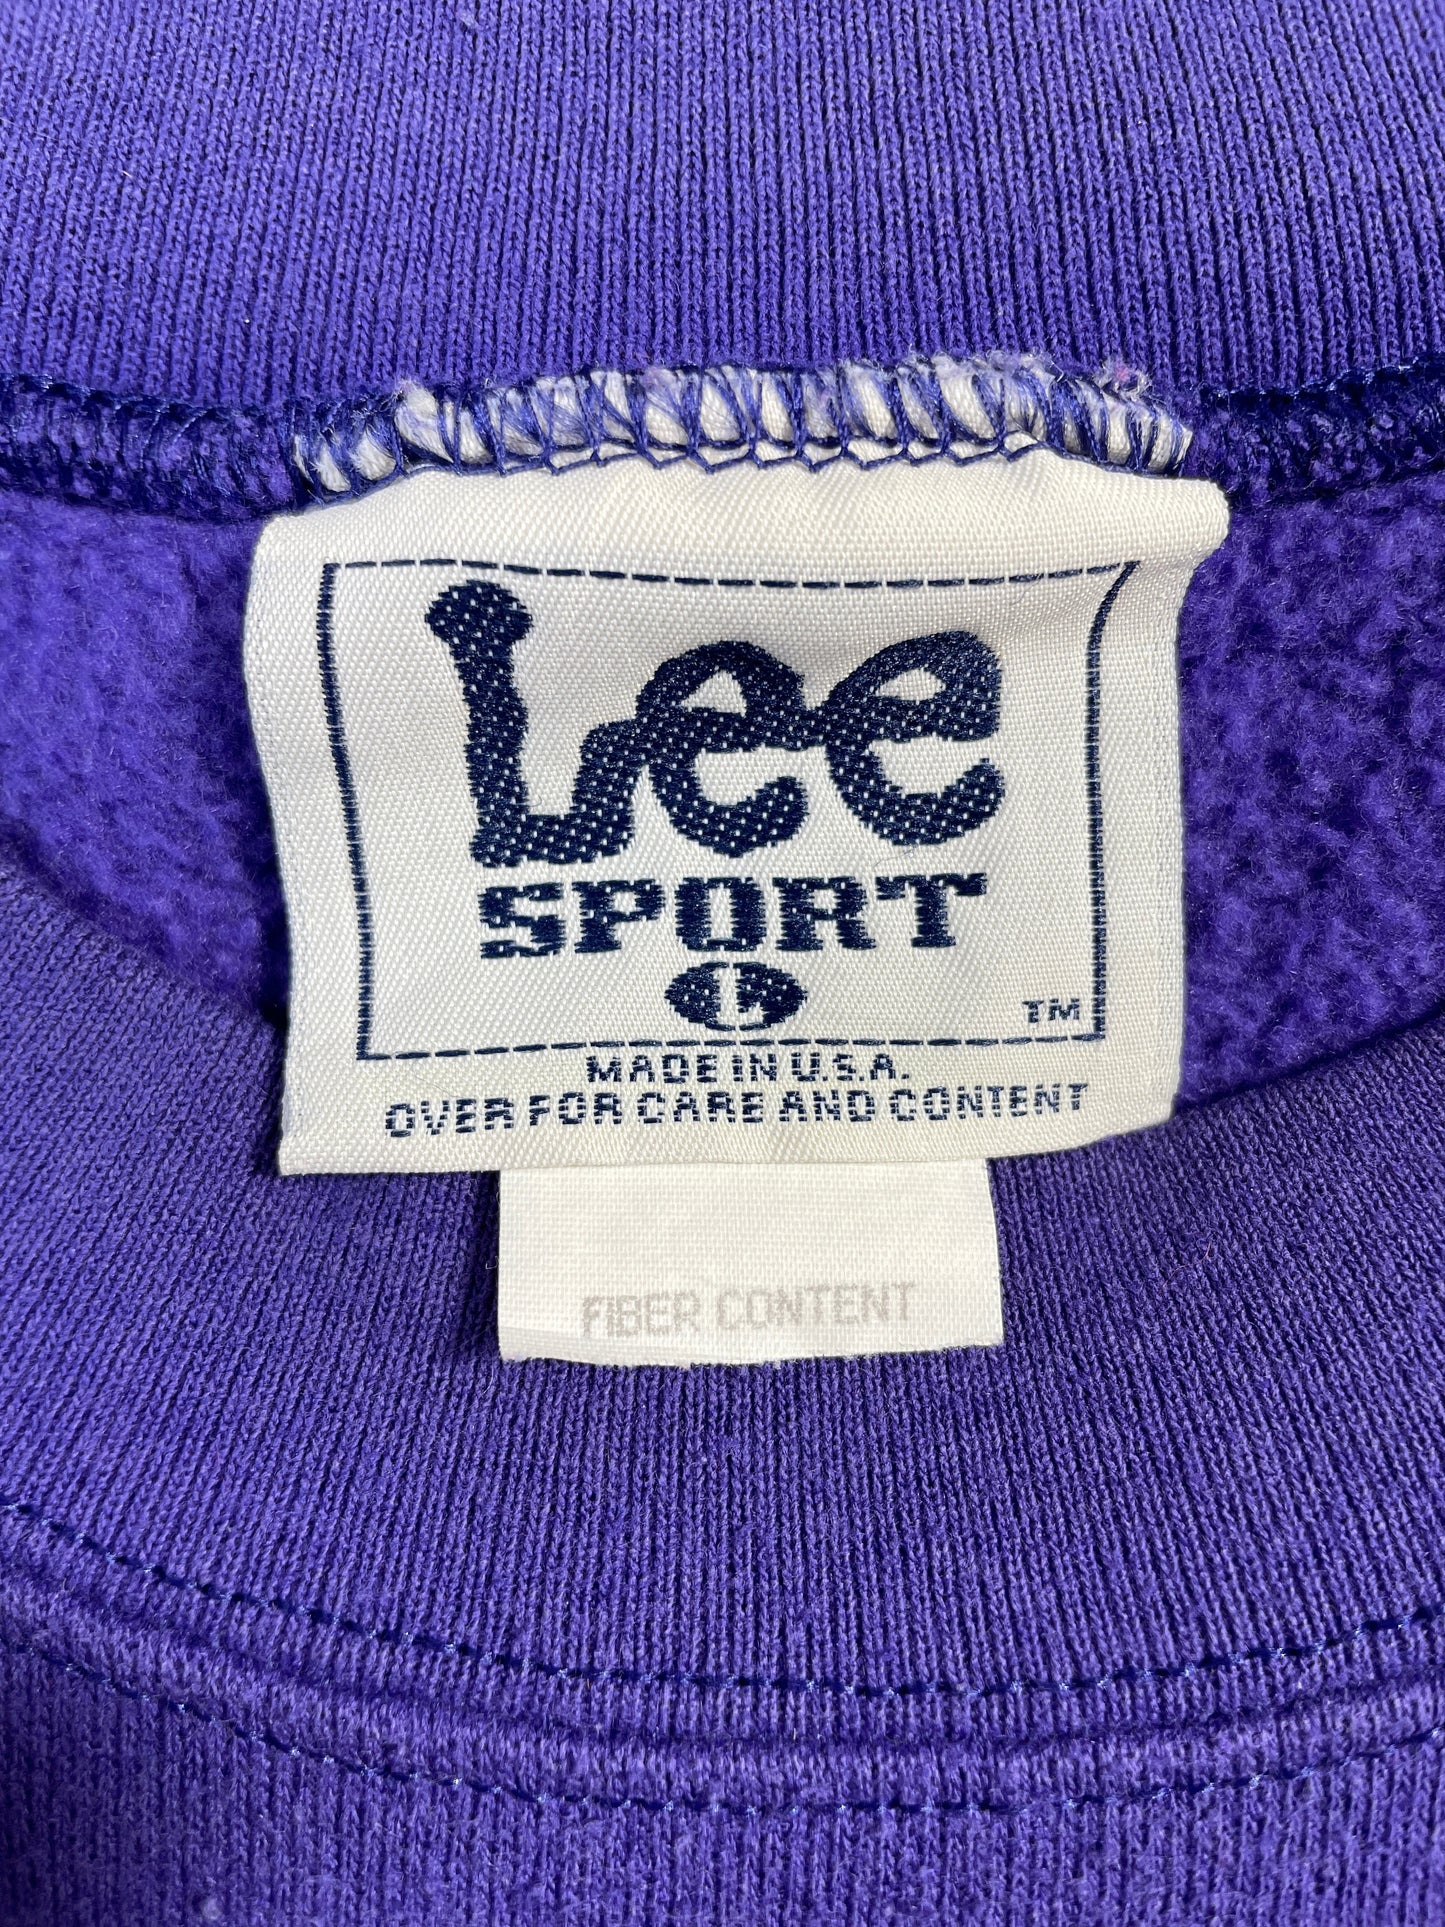 Lee
SPORT
L
TM
MADE IN U.S.A.
OVER FOR CARE AND CONTENT
FIBER CONTENT